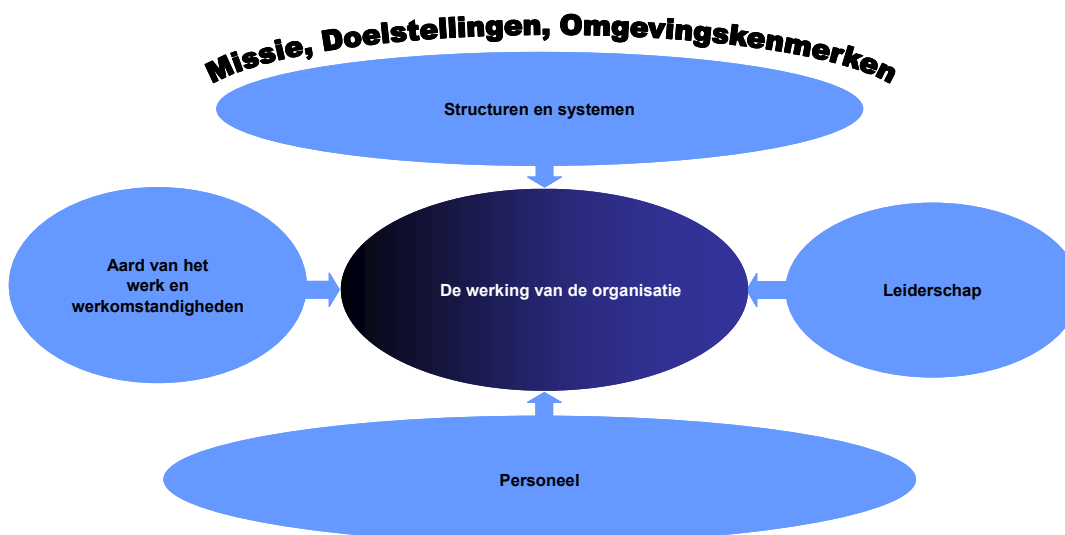 Missie, Doelstellingen, Omgevingskenmerken
Structuren en systemen
Aard van het
werk en
werkomstandigheden
De werking van de organisatie
Leiderschap
Personeel